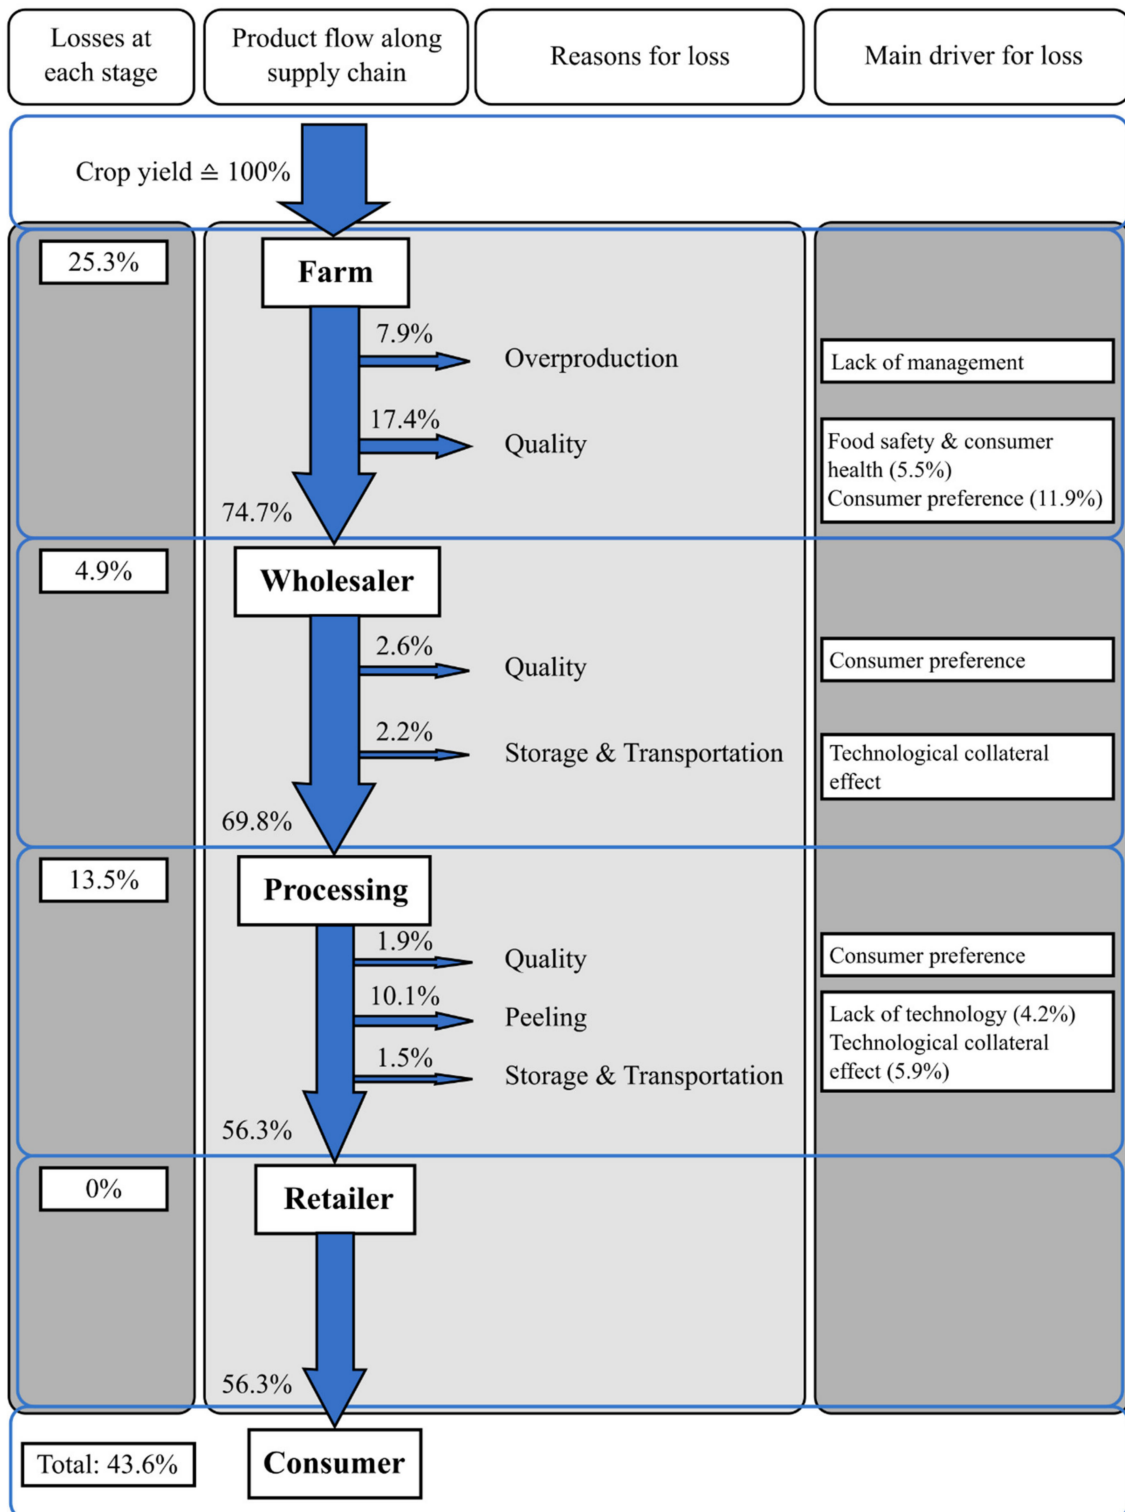 Losses at
each stage
Product flow along
supply chain
Reasons for loss
Main driver for loss
Crop yield ≙ 100%
25.3%
Farm
7.9%
Overproduction
Lack of management
17.4%
Quality
Food safety & consumer
health (5.5%)
Consumer preference (11.9%)
74.7%
4.9%
Wholesaler
2.6%
Quality
Consumer preference
2.2%
Storage & Transportation
Technological collateral
effect
69.8%
13.5%
Processing
1.9%
Quality
Consumer preference
10.1%
Peeling
Lack of technology (4.2%)
Technological collateral
effect (5.9%)
1.5%
Storage & Transportation
56.3%
0%
Retailer
56.3%
Total: 43.6%
Consumer